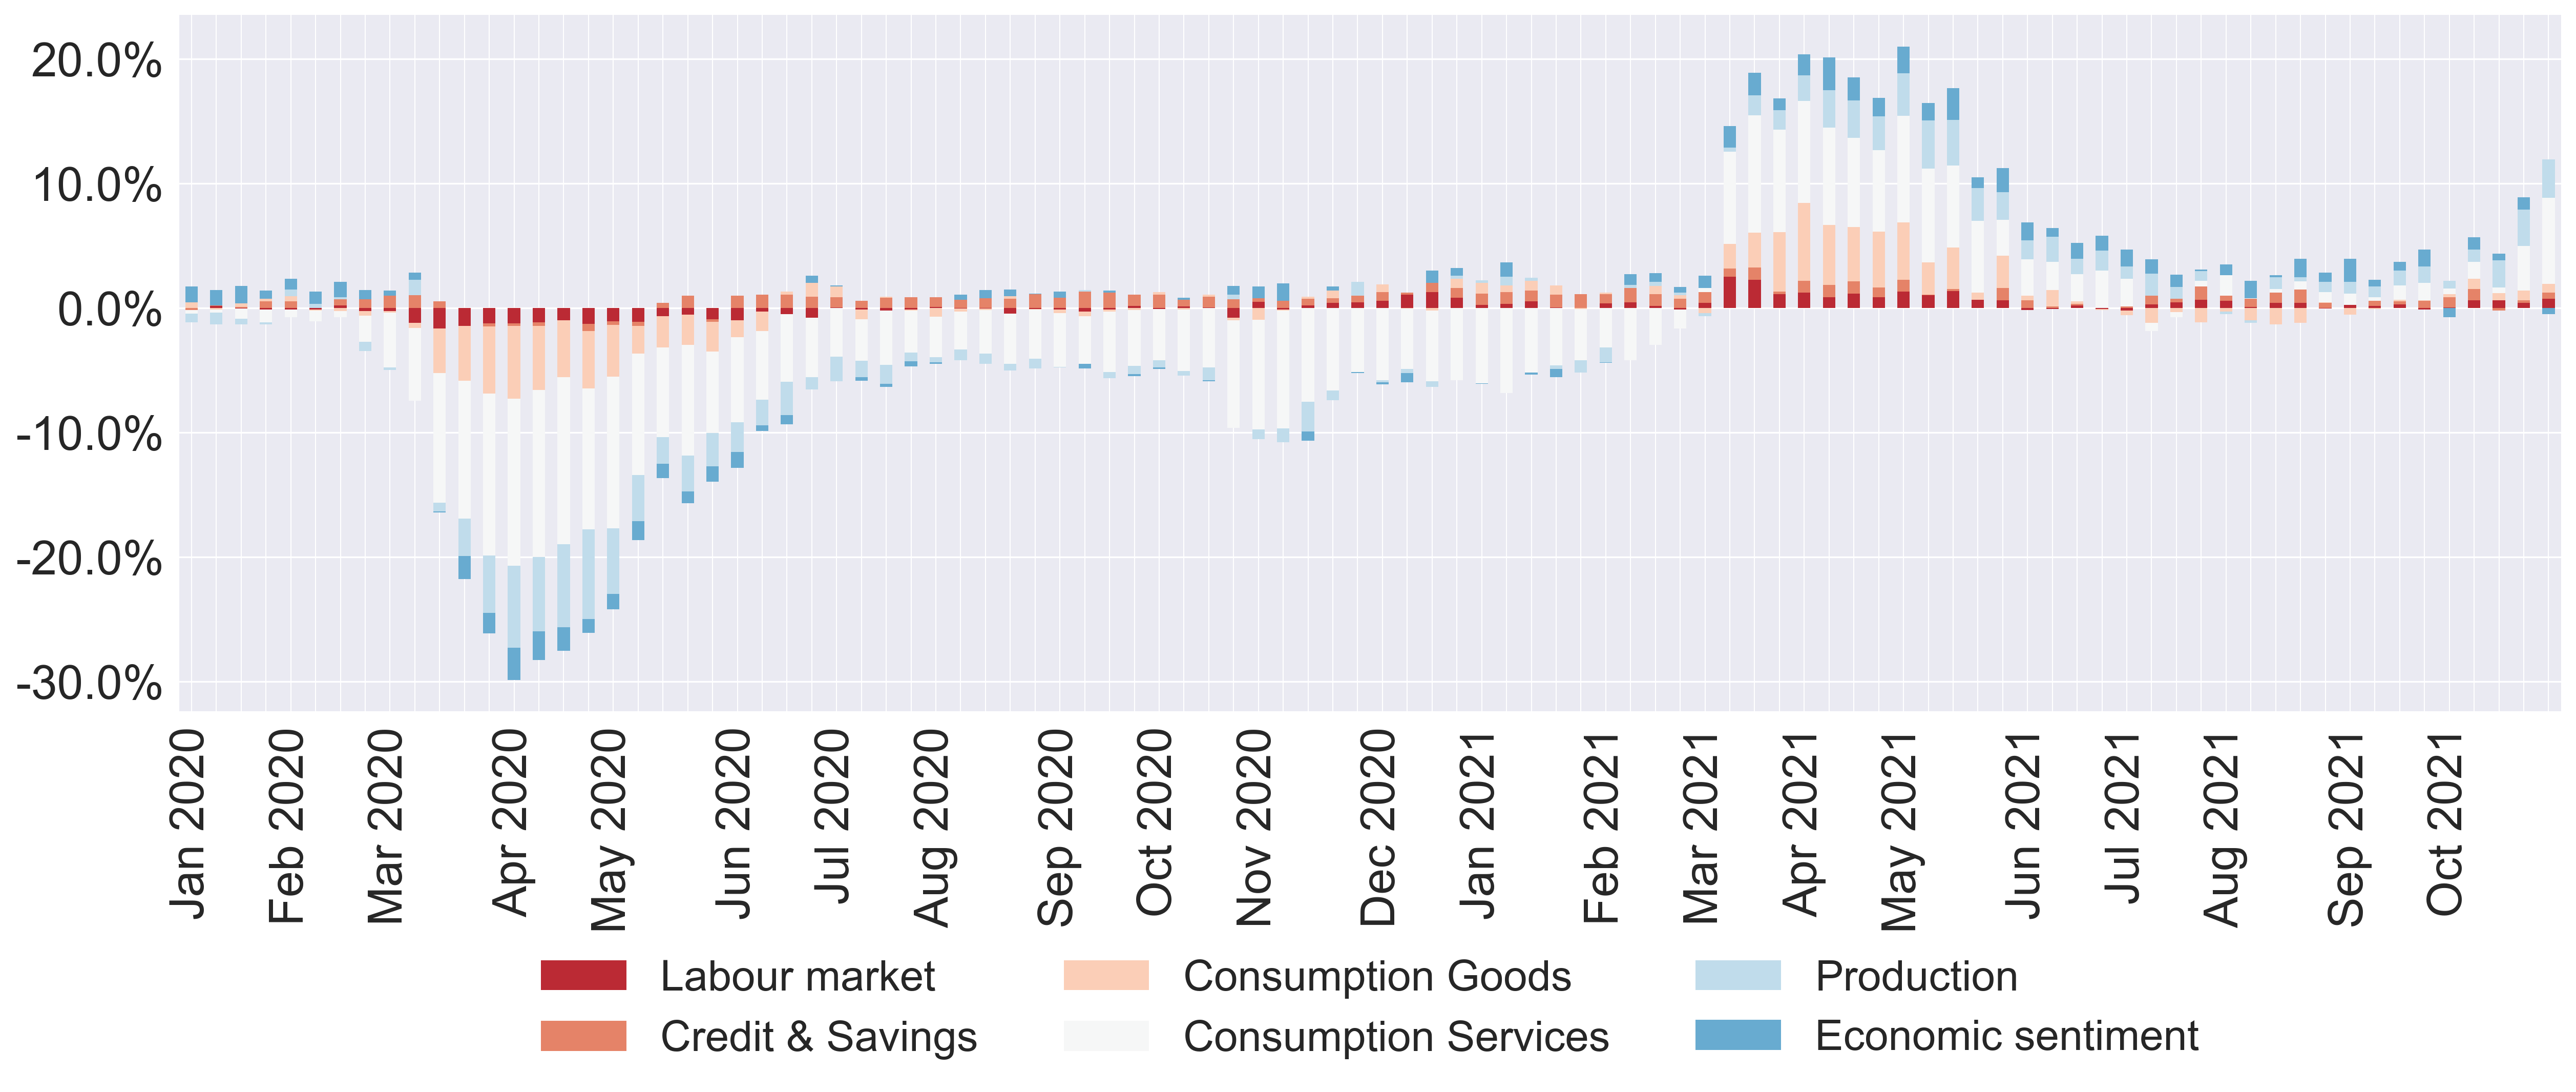 20.0%
10.0%
0.0%
-10.0%
-20.0%
-30.0%
Jan 2020
Feb 2020
Mar 2020
Apr 2020
May 2020
Jun 2020
Jul 2020
Aug 2020
Sep 2020
Oct 2020
Nov 2020
Dec 2020
Jan 2021
Feb 2021
Mar 2021
Apr 2021
May 2021
Jun 2021
Jul 2021
Aug 2021
Sep 2021
Oct 2021
Labour market
Consumption Goods
Production
Credit & Savings
Consumption Services
Economic sentiment